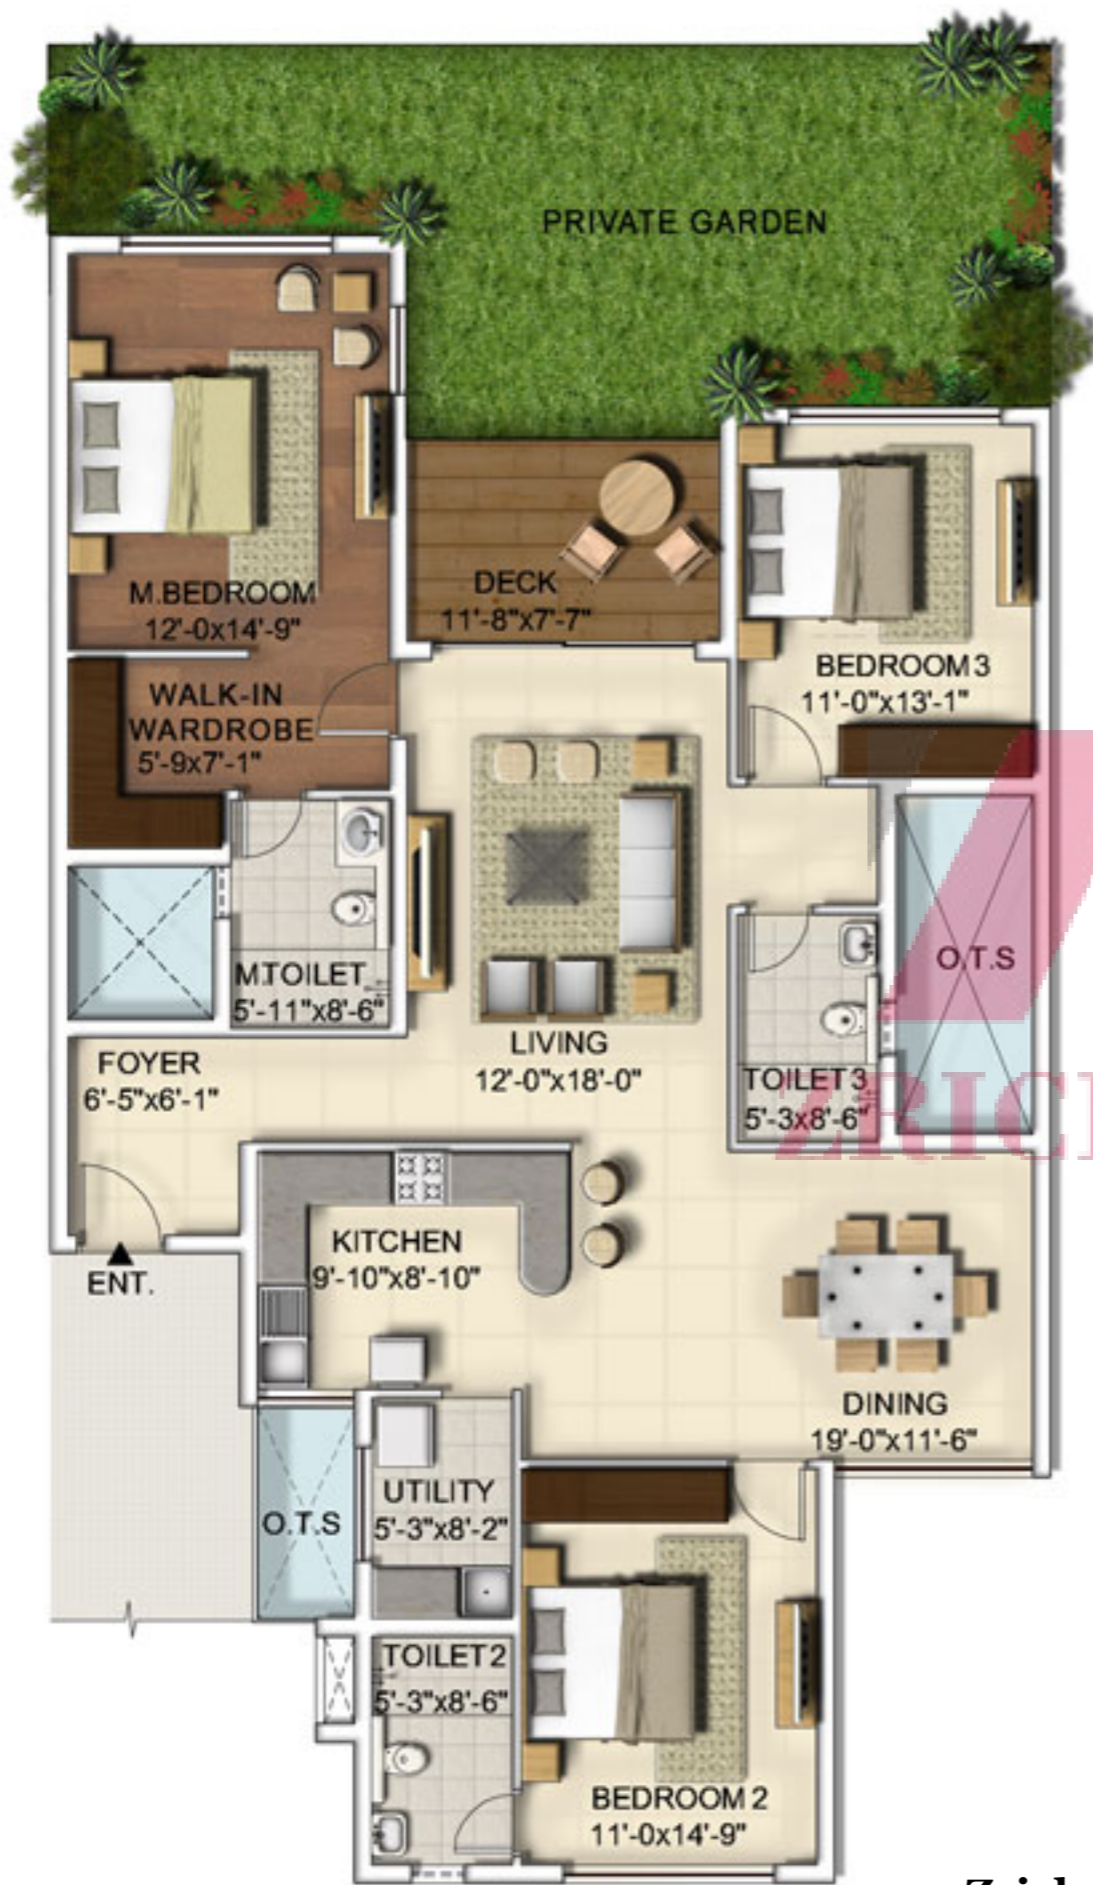 PRIVATE GARDEN
M.BEDROOM
12'-0x14'-9"
DECK
11'-8"x7'-7"
BEDROOM 3
11'-0"x13'-1"
WALK-IN
WARDROBE
5'-9x7'-1"
M.TOILET
5'-11"x8'-6"
O.T.S
LIVING
12'-0"x18'-0"
FOYER
6'-5"x6'-1"
TOILET 3
5'-3x8'-6"
ZRICH
ENT.
KITCHEN
9'-10"x8'-10"
DINING
19'-0"x11'-6"
UTILITY
5'-3"x8'-2"
O.T.S
TOILET 2
5'-3"x8'-6"
BEDROOM 2
11'-0x14'-9"